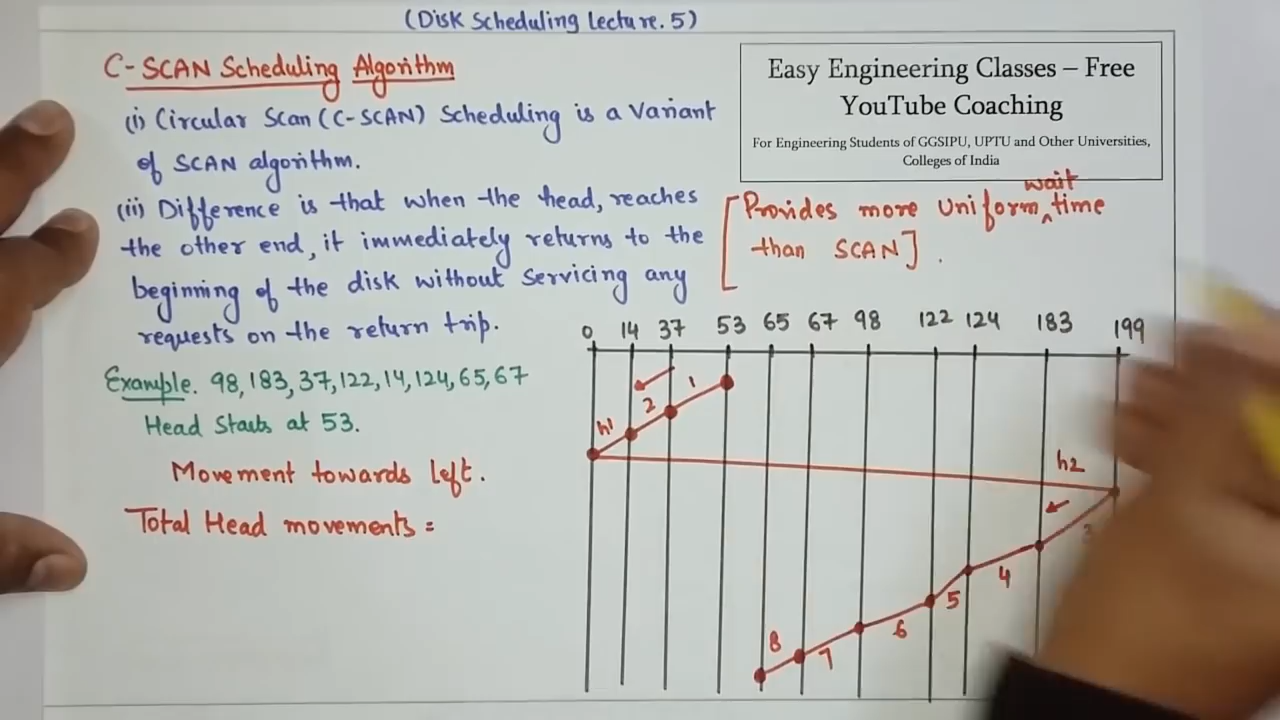 (Disk Scheduling Lecture. 5)
C-SCAN Scheduling Algorithm
(i) Circular Scan (C-SCAN) Scheduling is a variant
of SCAN algorithm.
(ii) Difference is that when the head, reaches
the other end, it immediately returns to the
beginning of the disk without servicing any
requests on the return trip.
Example. 98, 183, 37, 122, 14, 124, 65, 67
Head Starts at 53.
Movement towards left.
Total Head movements =
Easy Engineering Classes – Free
YouTube Coaching
For Engineering Students of GGSIPU, UPTU and Other Universities,
Colleges of India
[Provides more Uniform wait time
than SCAN].
0 14 37 53 65 67 98 122 124 183 199
1
2
h1
h2
3
4
5
6
7
8